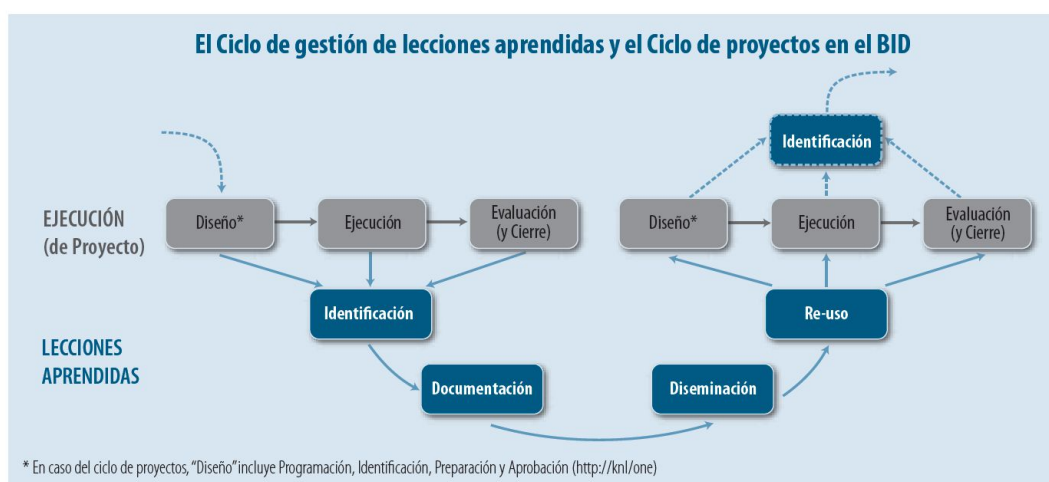 El Ciclo de gestión de lecciones aprendidas y el Ciclo de proyectos en el BID
Identificación
EJECUCIÓN
(de Proyecto)
Diseño*
Ejecución
Evaluación
(y Cierre)
Diseño*
Ejecución
Evaluación
(y Cierre)
Identificación
Re-uso
LECCIONES
APRENDIDAS
Documentación
Diseminación
* En caso del ciclo de proyectos, “Diseño” incluye Programación, Identificación, Preparación y Aprobación (http://knl/one)